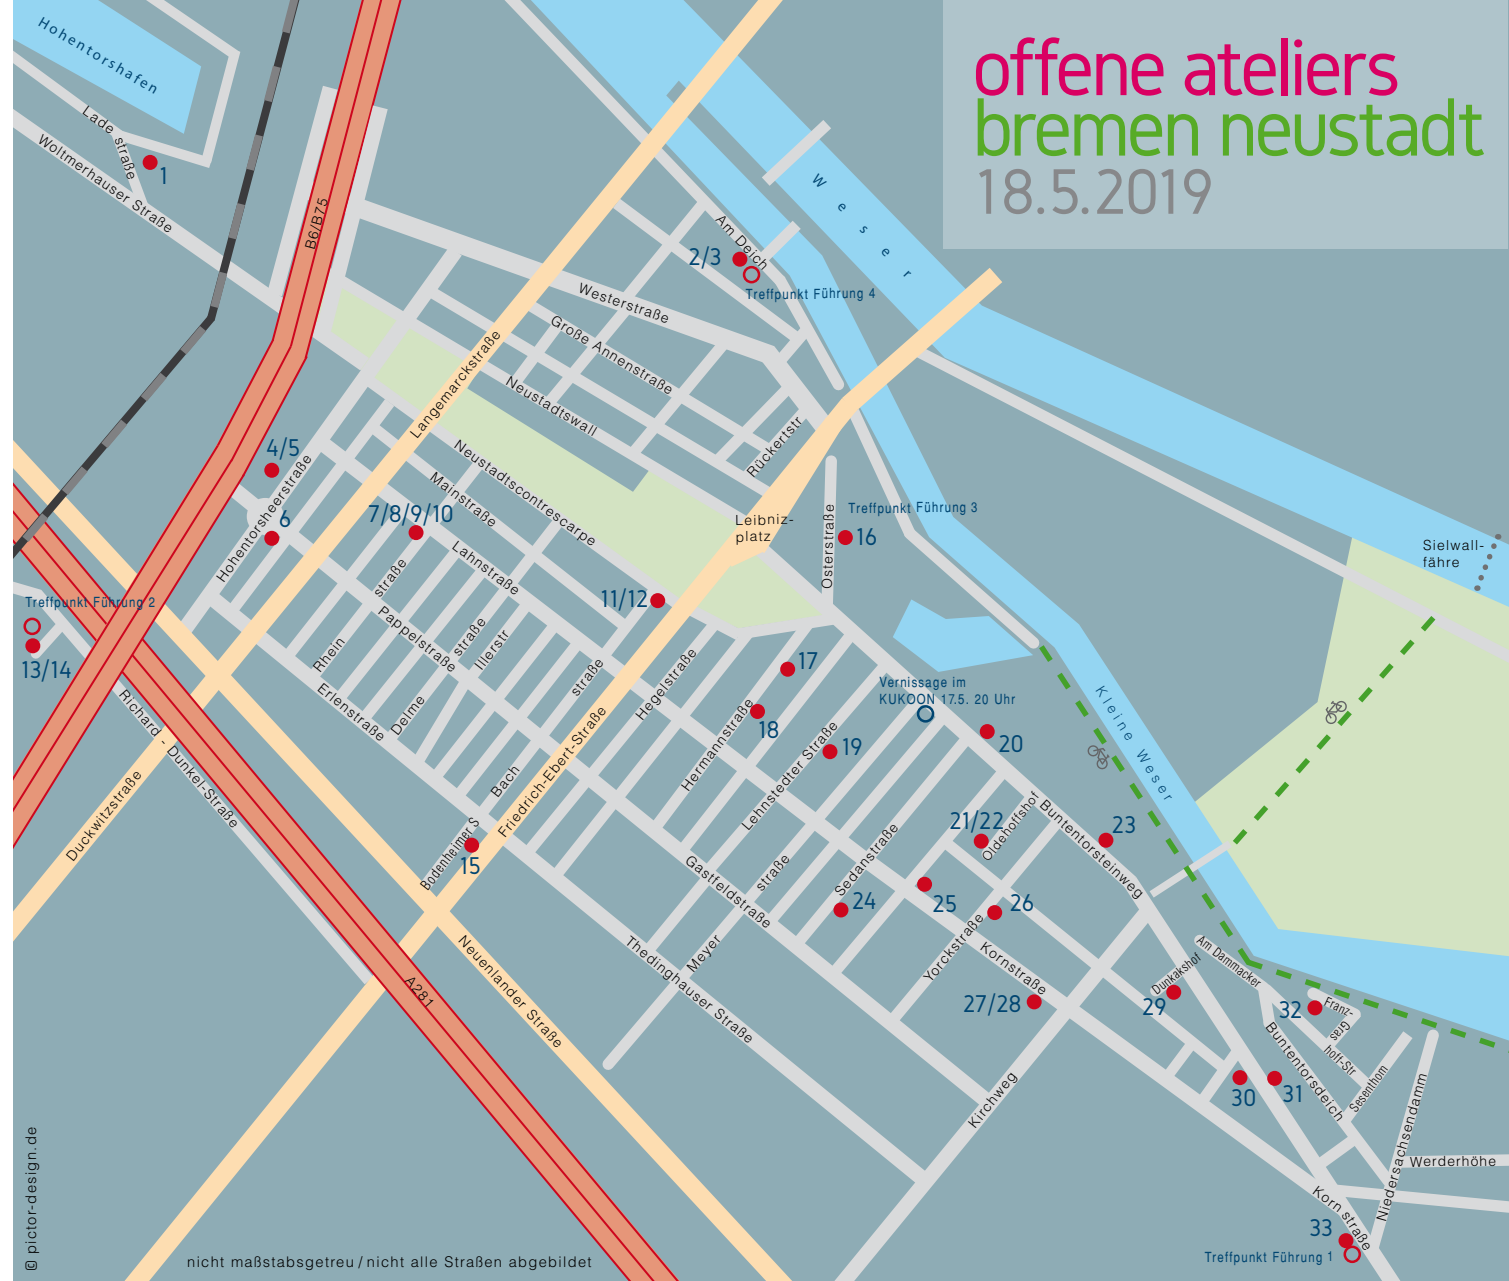 offene ateliers
bremen neustadt
18.5.2019
Hohentorshafen
Lade straße
1
Woltmerhauser Straße
B6/B75
Weser
Am Deich
2/3
Treffpunkt Führung 4
Westerstraße
Große Annenstraße
Neustadtswall
Langemarckstraße
Rückertstr
Neustadtscontrescarpe
Mainstraße
4/5
Hohentorsheerstraße
6
7/8/9/10
Lahnstraße
Leibniz-
platz
Osterstraße
Treffpunkt Führung 3
16
Sielwall-
fähre
11/12
Treffpunkt Führung 2
13/14
Rhein
straße
Pappelstraße
Delme
straße
Illerstr
Erlenstraße
Bach
straße
Hegelstraße
Friedrich-Ebert-Straße
17
18
Hermannstraße
19
Lehnstedter Straße
Vernissage im
KUKOON 17.5. 20 Uhr
20
Kleine Weser
Richard - Dunkel-Straße
Duckwitzstraße
Bodenheimer S
15
21/22
Oldehoffshof
Buntentorsteinweg
23
Gastfeldstraße
Meyer
straße
Sedanstraße
24
25
26
Yorckstraße
Kornstraße
27/28
Thedinghauser Straße
Neuenlander Straße
A281
Dunkakshof
29
Am Dammacker
32
Franz-
Gras
hoff-Str
Buntentorsdeich
Sesenthom
30
31
Kirchweg
Niedersachsendamm
Werderhöhe
Korn straße
33
Treffpunkt Führung 1
© pictor-design.de
nicht maßstabsgetreu / nicht alle Straßen abgebildet